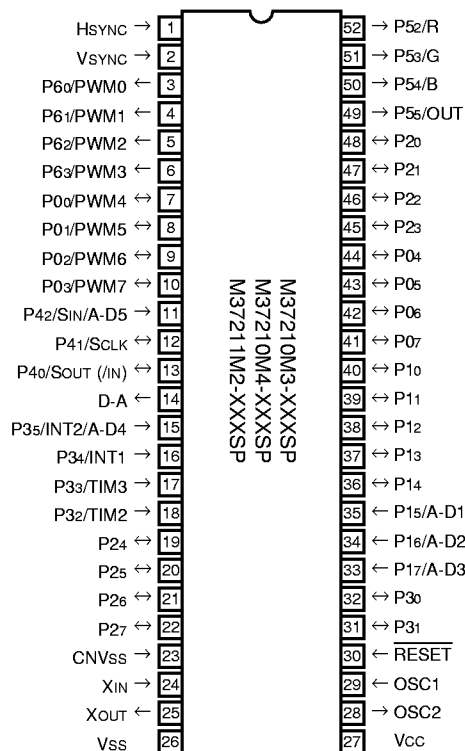 HSYNC → 1 52 → P52/R
VSYNC → 2 51 → P53/G
P60/PWM0 ← 3 50 → P54/B
P61/PWM1 ← 4 49 → P55/OUT
P62/PWM2 ← 5 48 ↔ P20
P63/PWM3 ← 6 47 ↔ P21
P00/PWM4 ↔ 7 46 ↔ P22
P01/PWM5 ↔ 8 45 ↔ P23
P02/PWM6 ↔ 9 44 ↔ P04
P03/PWM7 ↔ 10 43 ↔ P05
P42/SIN/A-D5 → 11 42 ↔ P06
P41/SCLK ↔ 12 41 ↔ P07
P40/SOUT (/IN) ↔ 13 40 ↔ P10
D-A ← 14 39 ↔ P11
P35/INT2/A-D4 → 15 38 ↔ P12
P34/INT1 → 16 37 ↔ P13
P33/TIM3 → 17 36 ↔ P14
P32/TIM2 → 18 35 ← P15/A-D1
P24 ↔ 19 34 ← P16/A-D2
P25 ↔ 20 33 ← P17/A-D3
P26 ↔ 21 32 ↔ P30
P27 ↔ 22 31 ↔ P31
CNVSS → 23 30 ← RESET
XIN → 24 29 ← OSC1
XOUT ← 25 28 → OSC2
VSS 26 27 VCC
M37210M3-XXXSP
M37210M4-XXXSP
M37211M2-XXXSP